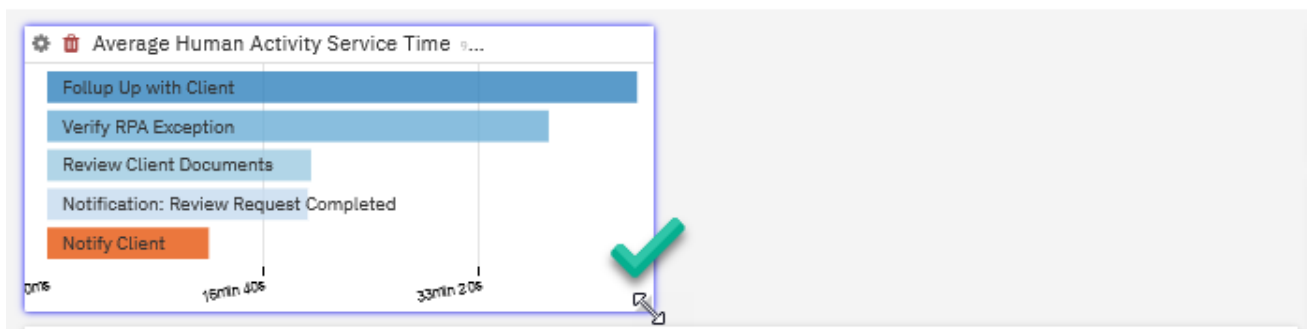 Average Human Activity Service Time 9...
Follup Up with Client
Verify RPA Exception
Review Client Documents
Notification: Review Request Completed
Notify Client
0ms 16min 40s 33min 20s